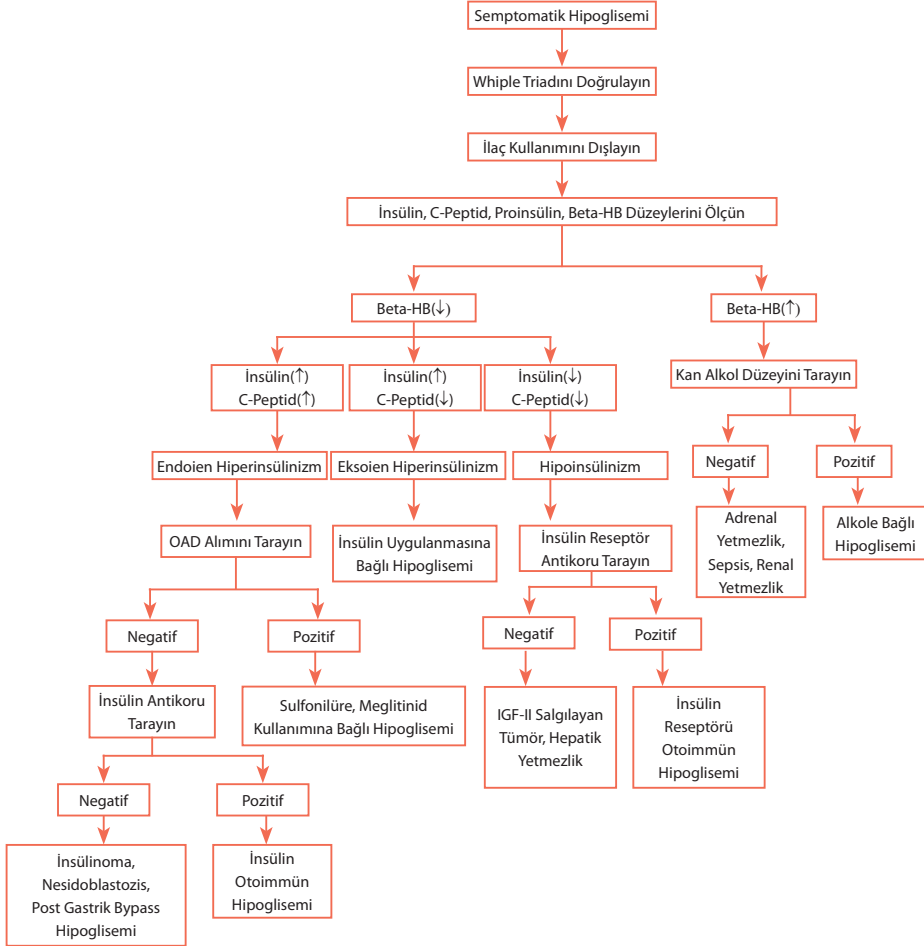 Semptomatik Hipoglisemi
Whiple Triadını Doğrulayın
İlaç Kullanımını Dışlayın
İnsülin, C-Peptid, Proinsülin, Beta-HB Düzeylerini Ölçün
Beta-HB(↓)
Beta-HB(↑)
İnsülin(↑)
C-Peptid(↑)
İnsülin(↑)
C-Peptid(↓)
İnsülin(↓)
C-Peptid(↓)
Kan Alkol Düzeyini Tarayın
Endoien Hiperinsülinizm
Eksoien Hiperinsülinizm
Hipoinsülinizm
Negatif
Pozitif
OAD Alımını Tarayın
İnsülin Uygulanmasına
Bağlı Hipoglisemi
İnsülin Reseptör
Antikoru Tarayın
Adrenal
Yetmezlik,
Sepsis, Renal
Yetmezlik
Alkole Bağlı
Hipoglisemi
Negatif
Pozitif
Negatif
Pozitif
İnsülin Antikoru
Tarayın
Sulfonilüre, Meglitinid
Kullanımına Bağlı Hipoglisemi
IGF-II Salgılayan
Tümör, Hepatik
Yetmezlik
İnsülin
Reseptörü
Otoimmün
Hipoglisemi
Negatif
Pozitif
İnsülinoma,
Nesidoblastozis,
Post Gastrik Bypass
Hipoglisemi
İnsülin
Otoimmün
Hipoglisemi